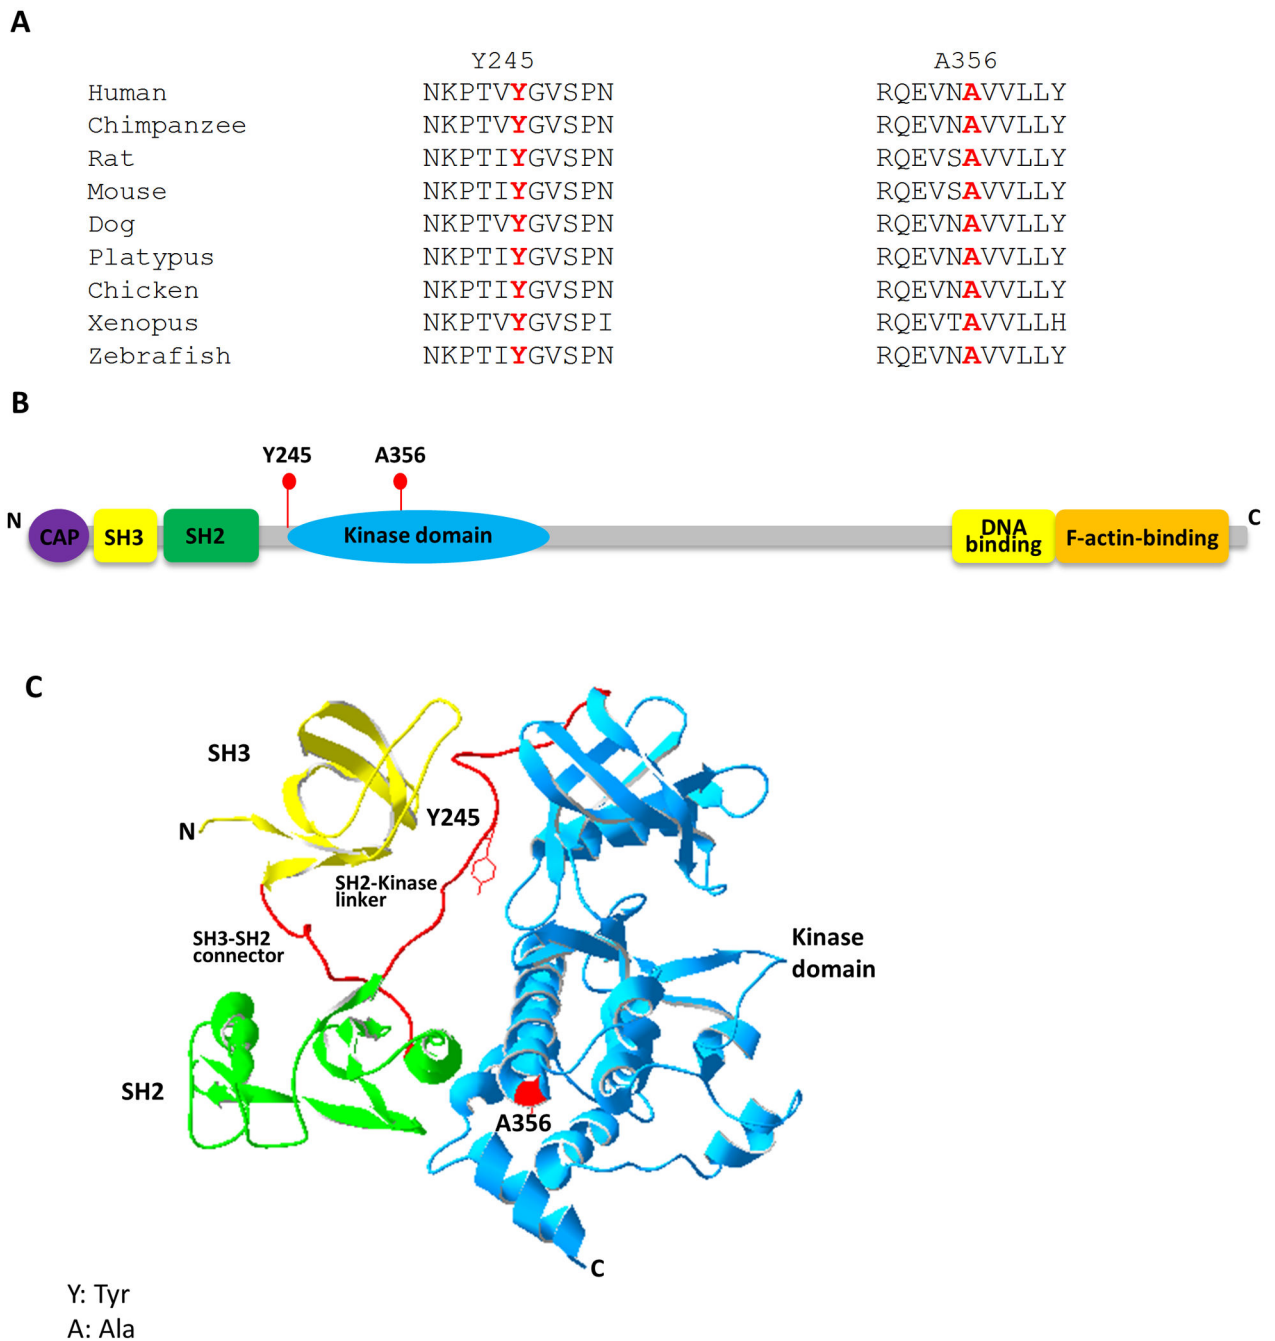 A
Y245 A356
Human NKPTVYGVSPN RQEVNAVVLLY
Chimpanzee NKPTVYGVSPN RQEVNAVVLLY
Rat NKPTIYGVSPN RQEVSAVVLLY
Mouse NKPTIYGVSPN RQEVSAVVLLY
Dog NKPTVYGVSPN RQEVNAVVLLY
Platypus NKPTIYGVSPN RQEVNAVVLLY
Chicken NKPTIYGVSPN RQEVNAVVLLY
Xenopus NKPTVYGVSPI RQEVTAVVLLH
Zebrafish NKPTIYGVSPN RQEVNAVVLLY
B
Y245 A356
N CAP SH3 SH2 Kinase domain DNA binding F-actin-binding C
C
SH3
Y245
N
SH2-Kinase
linker
SH3-SH2
connector
Kinase
domain
SH2
A356
C
Y: Tyr
A: Ala